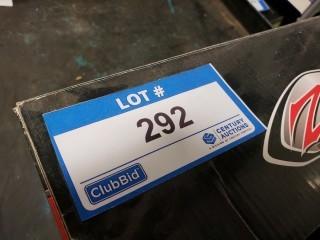 LOT #
292
CENTURY
AUCTIONS
ClubBid